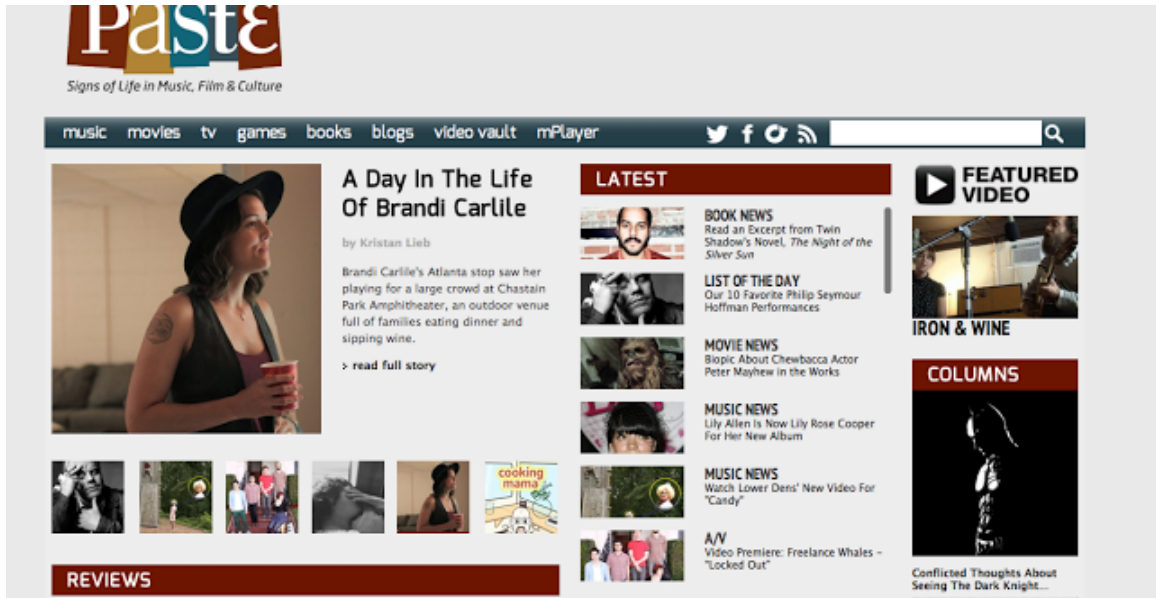 PasTE
Signs of Life in Music, Film & Culture
music movies tv games books blogs video vault mPlayer
A Day In The Life
Of Brandi Carlile
by Kristan Lieb
Brandi Carlile's Atlanta stop saw her
playing for a large crowd at Chastain
Park Amphitheater, an outdoor venue
full of families eating dinner and
sipping wine.
> read full story
cooking
mama
REVIEWS
LATEST
BOOK NEWS
Read an Excerpt from Twin
Shadow's Novel, The Night of the
Silver Sun
LIST OF THE DAY
Our 10 Favorite Philip Seymour
Hoffman Performances
MOVIE NEWS
Biopic About Chewbacca Actor
Peter Mayhew in the Works
MUSIC NEWS
Lily Allen Is Now Lily Rose Cooper
For Her New Album
MUSIC NEWS
Watch Lower Dens' New Video For
"Candy"
A/V
Video Premiere: Freelance Whales –
"Locked Out"
FEATURED
VIDEO
IRON & WINE
COLUMNS
Conflicted Thoughts About
Seeing The Dark Knight...